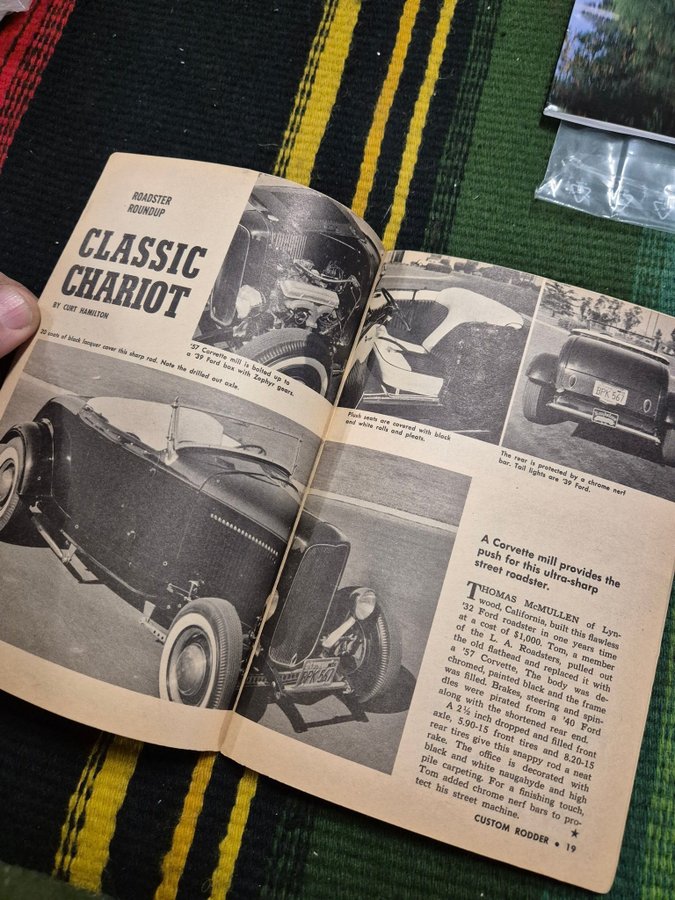 ROADSTER
ROUNDUP
CLASSIC
CHARIOT
BY CURT HAMILTON
'57 Corvette mill is bolted up to
a '39 Ford box with Zephyr gears.
20 coats of black laquer cover this sharp rod. Note the drilled out axle.
Plush seats are covered with black
and white rolls and pleats.
BFK 567
The rear is protected by a chrome nerf
bar. Tail lights are '39 Ford.
BFK 567
A Corvette mill provides the
push for this ultra-sharp
street roadster.
THOMAS McMULLEN of Lyn-
wood, California, built this flawless
'32 Ford roadster in one years time
at a cost of $1,000. Tom, a member
of the L. A. Roadsters, pulled out
the old flathead and replaced it with
a '57 Corvette. The body was de-
chromed, painted black and the frame
was filled. Brakes, steering and spin-
dles were pirated from a '40 Ford
along with the shortened rear end.
A 2½ inch dropped and filled front
axle, 5.90-15 front tires and 8.20-15
rear tires give this snappy rod a neat
rake. The office is decorated with
black and white naugahyde and high
pile carpeting. For a finishing touch,
Tom added chrome nerf bars to pro-
tect his street machine. ★
CUSTOM RODDER • 19